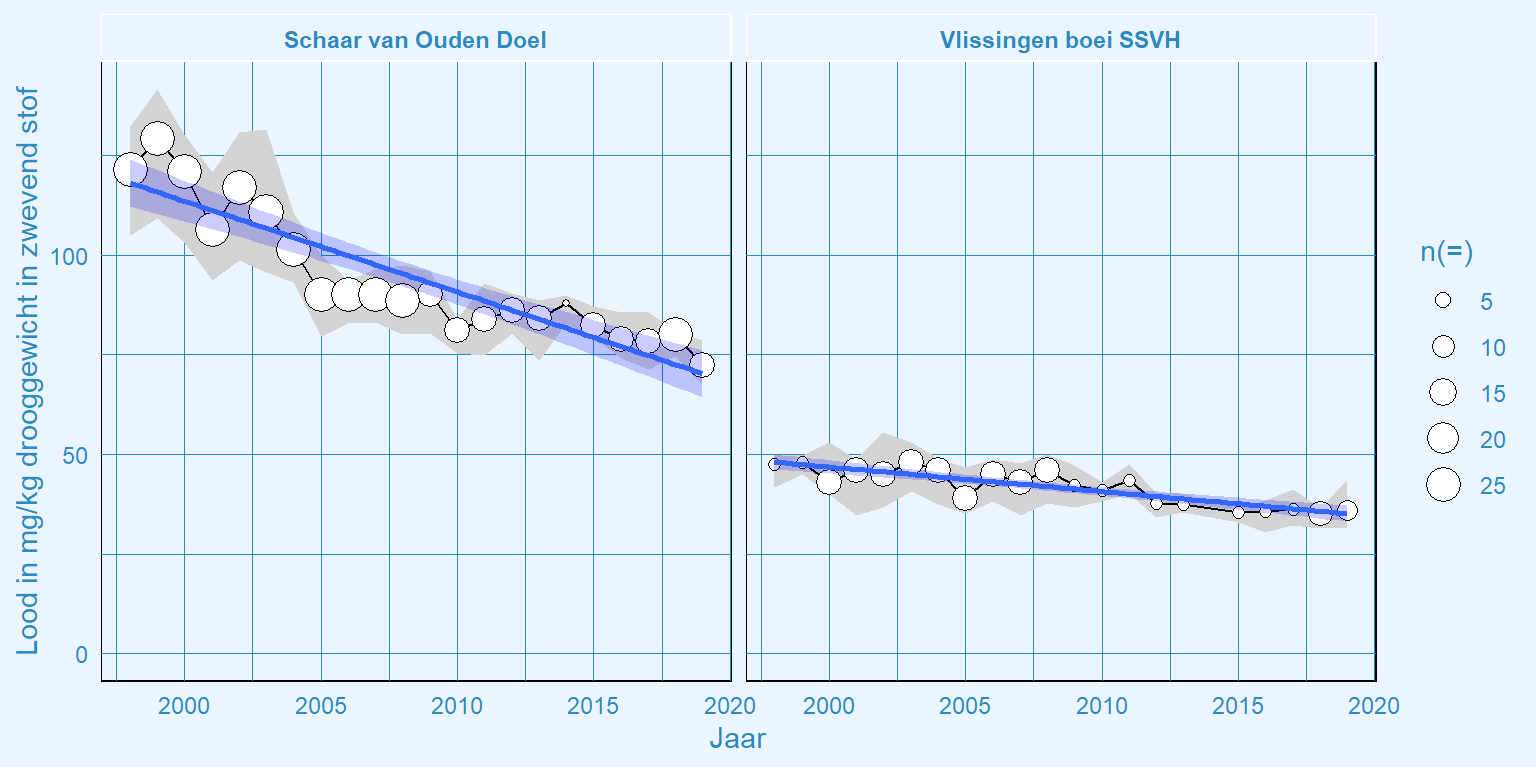 Schaar van Ouden Doel
Vlissingen boei SSVH
Lood in mg/kg drooggewicht in zwevend stof
100
50
0
2000 2005 2010 2015 2020
2000 2005 2010 2015 2020
Jaar
n(=)
5
10
15
20
25